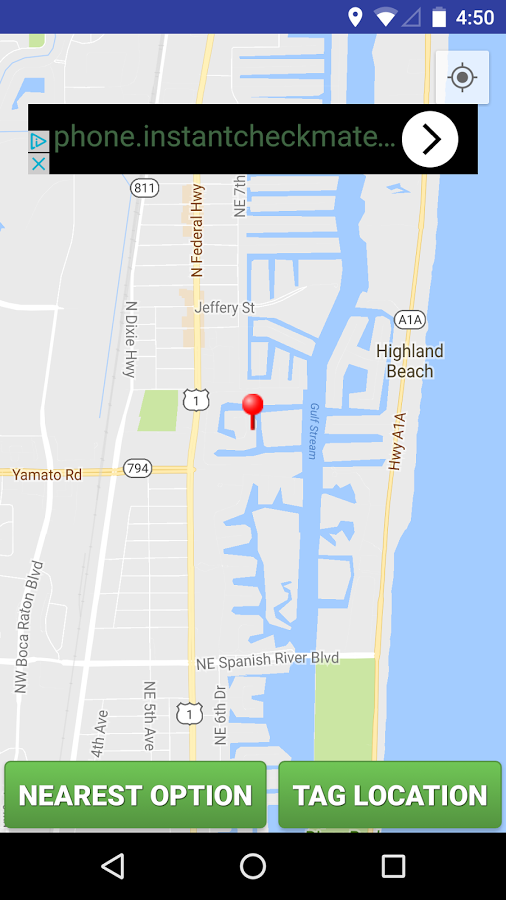 4:50
phone.instantcheckmate...
811
NE 7th
N Federal Hwy
Jeffery St
N Dixie Hwy
A1A
Highland
Beach
1
Gulf Stream
Hwy A1A
794
Yamato Rd
NW Boca Raton Blvd
NE Spanish River Blvd
NE 5th Ave
NE 6th Dr
4th Ave
1
NEAREST OPTION
TAG LOCATION